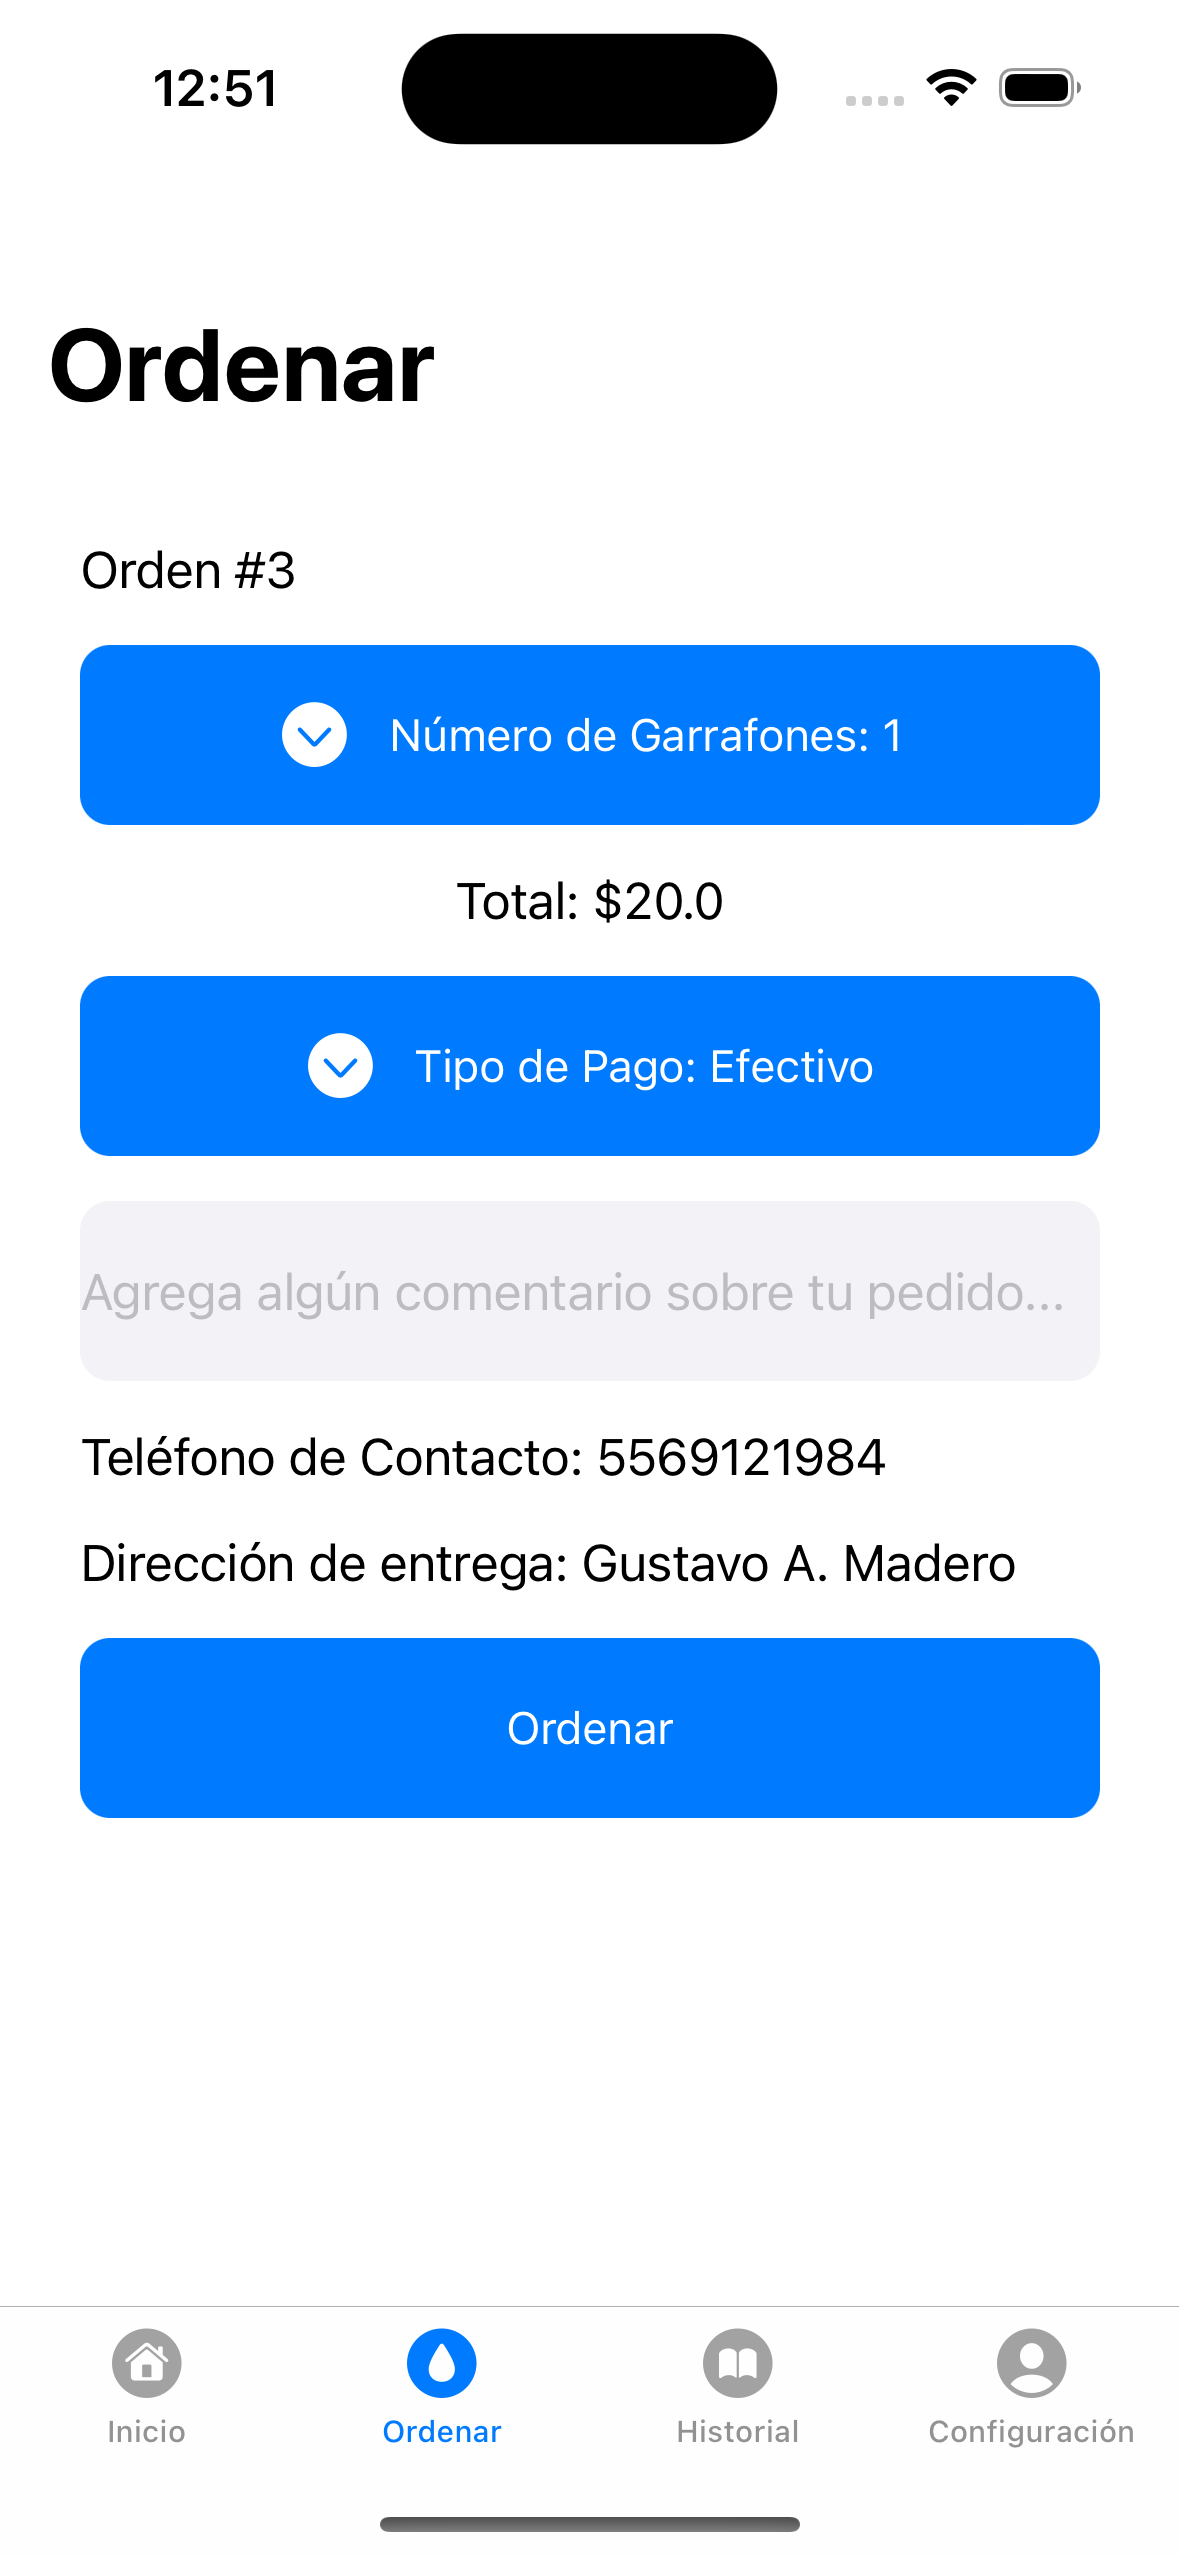 12:51
Ordenar
Orden #3
Número de Garrafones: 1
Total: $20.0
Tipo de Pago: Efectivo
Agrega algún comentario sobre tu pedido...
Teléfono de Contacto: 5569121984
Dirección de entrega: Gustavo A. Madero
Ordenar
Inicio
Ordenar
Historial
Configuración